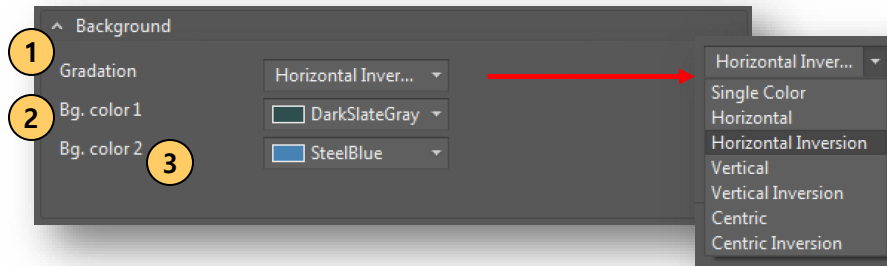 Background
1
Gradation
Horizontal Inver...
2
Bg. color 1
DarkSlateGray
Bg. color 2
3
SteelBlue
Horizontal Inver...
Single Color
Horizontal
Horizontal Inversion
Vertical
Vertical Inversion
Centric
Centric Inversion